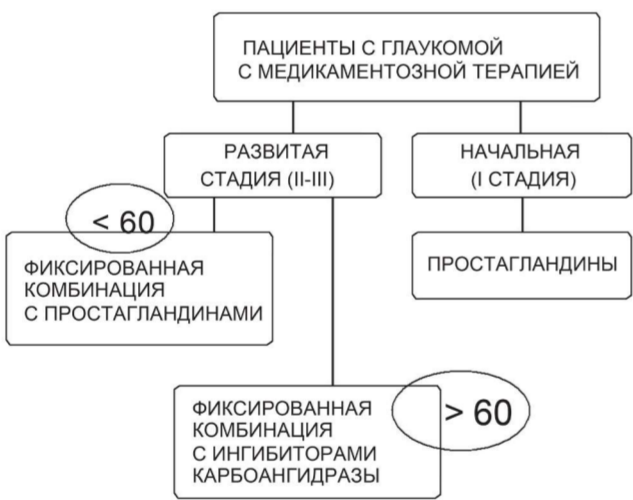 ПАЦИЕНТЫ С ГЛАУКОМОЙ
С МЕДИКАМЕНТОЗНОЙ ТЕРАПИЕЙ
РАЗВИТАЯ
СТАДИЯ (II-III)
НАЧАЛЬНАЯ
(I СТАДИЯ)
< 60
ФИКСИРОВАННАЯ
КОМБИНАЦИЯ
С ПРОСТАГЛАНДИНАМИ
ПРОСТАГЛАНДИНЫ
ФИКСИРОВАННАЯ
КОМБИНАЦИЯ
С ИНГИБИТОРАМИ
КАРБОАНГИДРАЗЫ
> 60